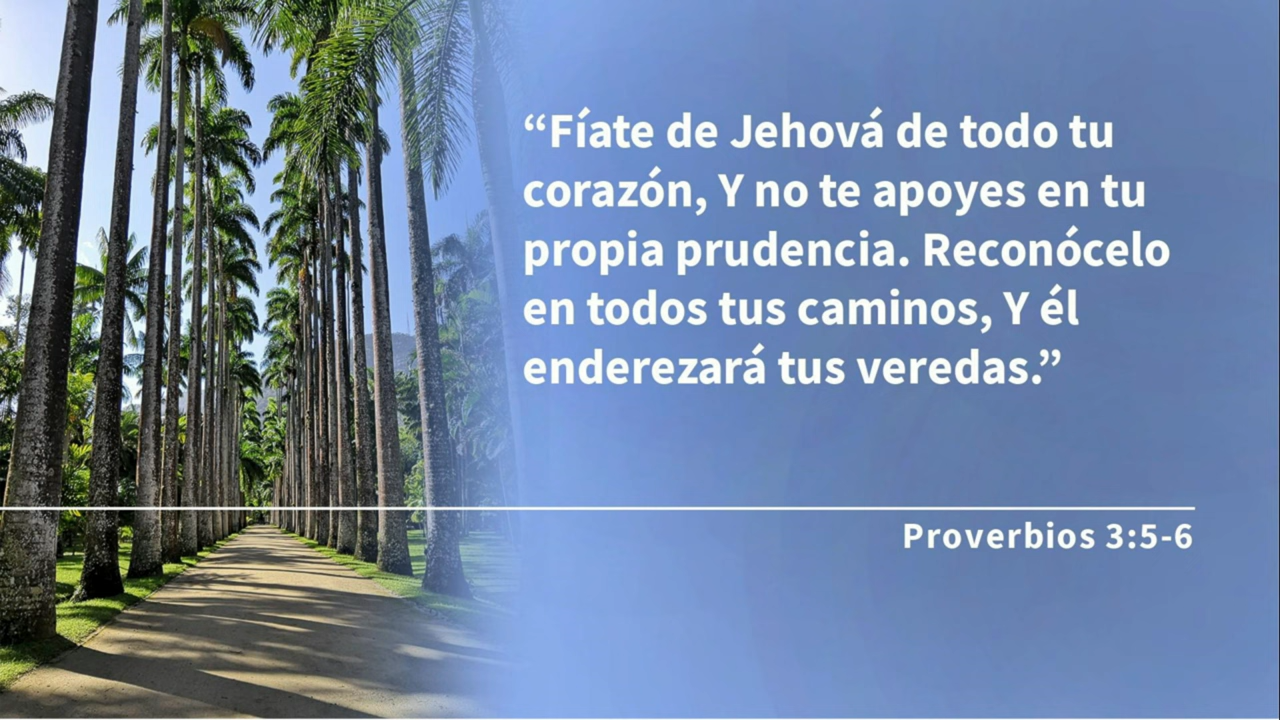 “Fíate de Jehová de todo tu
corazón, Y no te apoyes en tu
propia prudencia. Reconócelo
en todos tus caminos, Y él
enderezará tus veredas.”
Proverbios 3:5-6